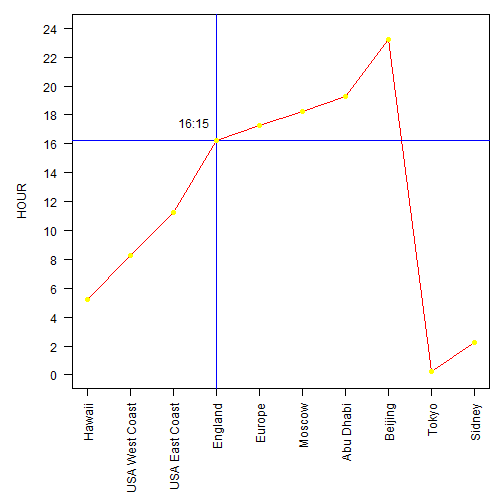 24
22
20
18
16:15
16
14
12
HOUR
10
8
6
4
2
0
Hawaii
USA West Coast
USA East Coast
England
Europe
Moscow
Abu Dhabi
Beijing
Tokyo
Sidney